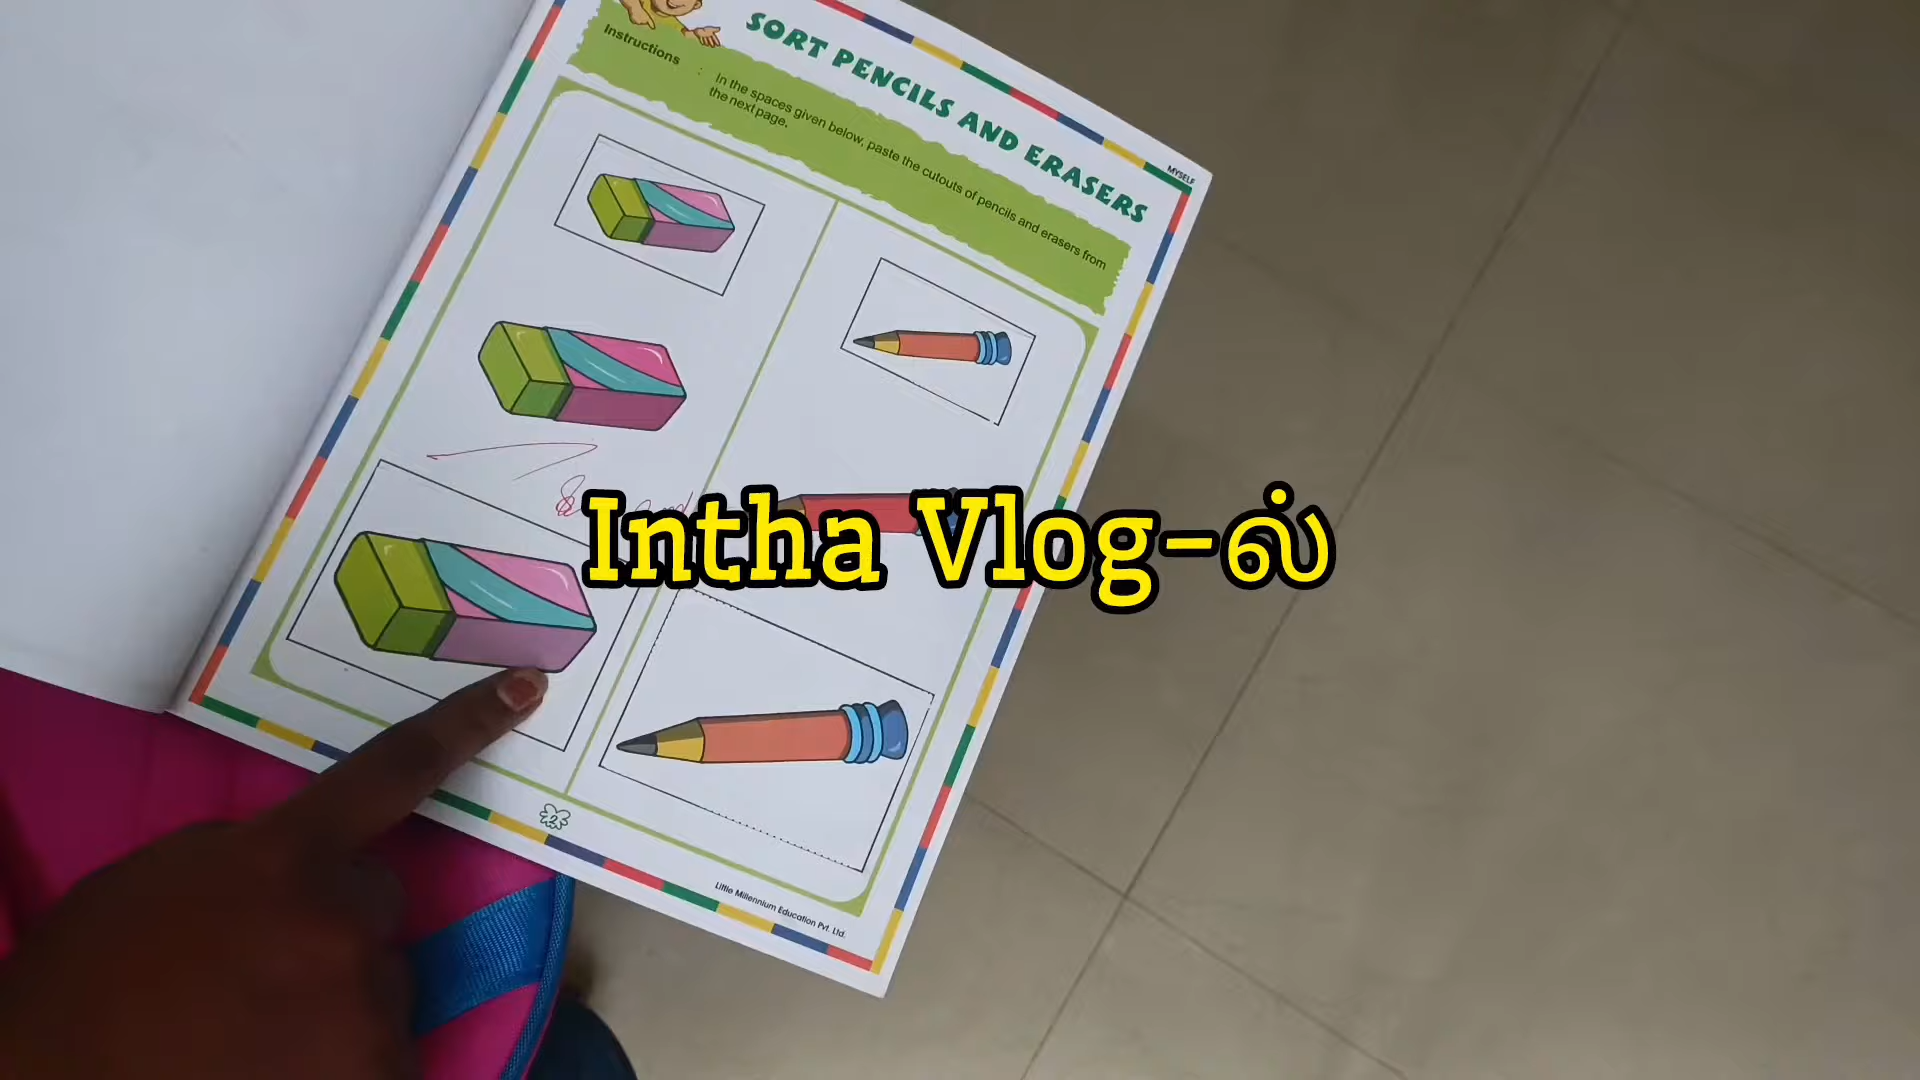 SORT PENCILS AND ERASERS
MYSELF
Instructions : In the spaces given below, paste the cutouts of pencils and erasers from
the next page.
Intha Vlog-ல்
Little Millennium Education Pvt. Ltd.